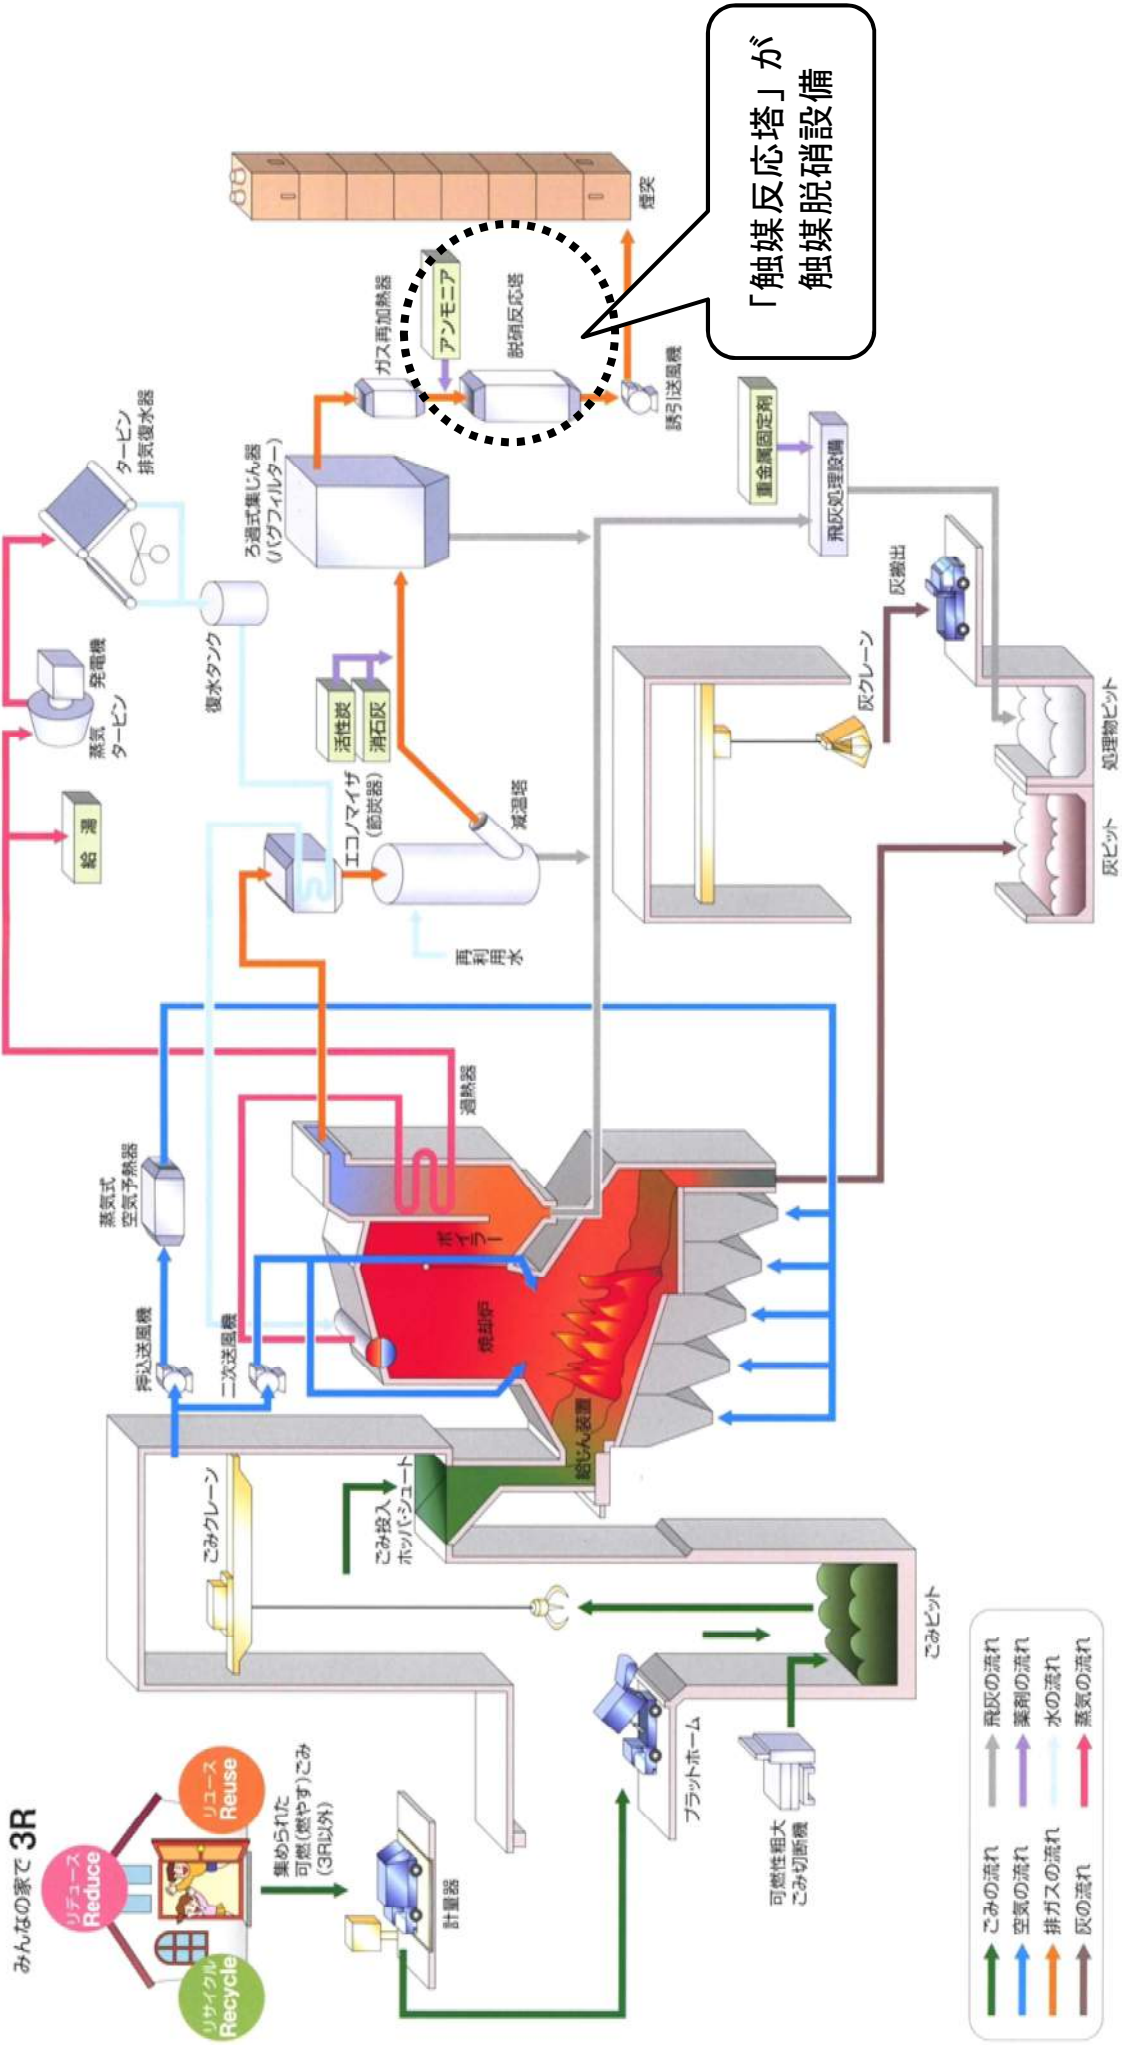 みんなの家で 3R
リデュース
Reduce
リユース
Reuse
リサイクル
Recycle
集められた
可燃(燃やす)ごみ
(3R以外)
計量器
プラットホーム
可燃性粗大
ごみ切断機
ごみピット
ごみクレーン
ごみ投入
ホッパ・シュート
給じん装置
押込送風機
二次送風機
蒸気式
空気予熱器
焼却炉
ボイラー
過熱器
給 湯
蒸気
タービン
発電機
タービン
排気復水器
復水タンク
エコノマイザ
(節炭器)
再
利
用
水
減温塔
活性炭
消石灰
ろ過式集じん器
(バグフィルター)
ガス再加熱器
アンモニア
脱硝反応塔
誘引送風機
煙突
「触媒反応塔」が
触媒脱硝設備
重金属固定剤
飛灰処理設備
灰搬出
灰クレーン
灰ピット
処理物ピット
ごみの流れ
空気の流れ
排ガスの流れ
灰の流れ
飛灰の流れ
薬剤の流れ
水の流れ
蒸気の流れ